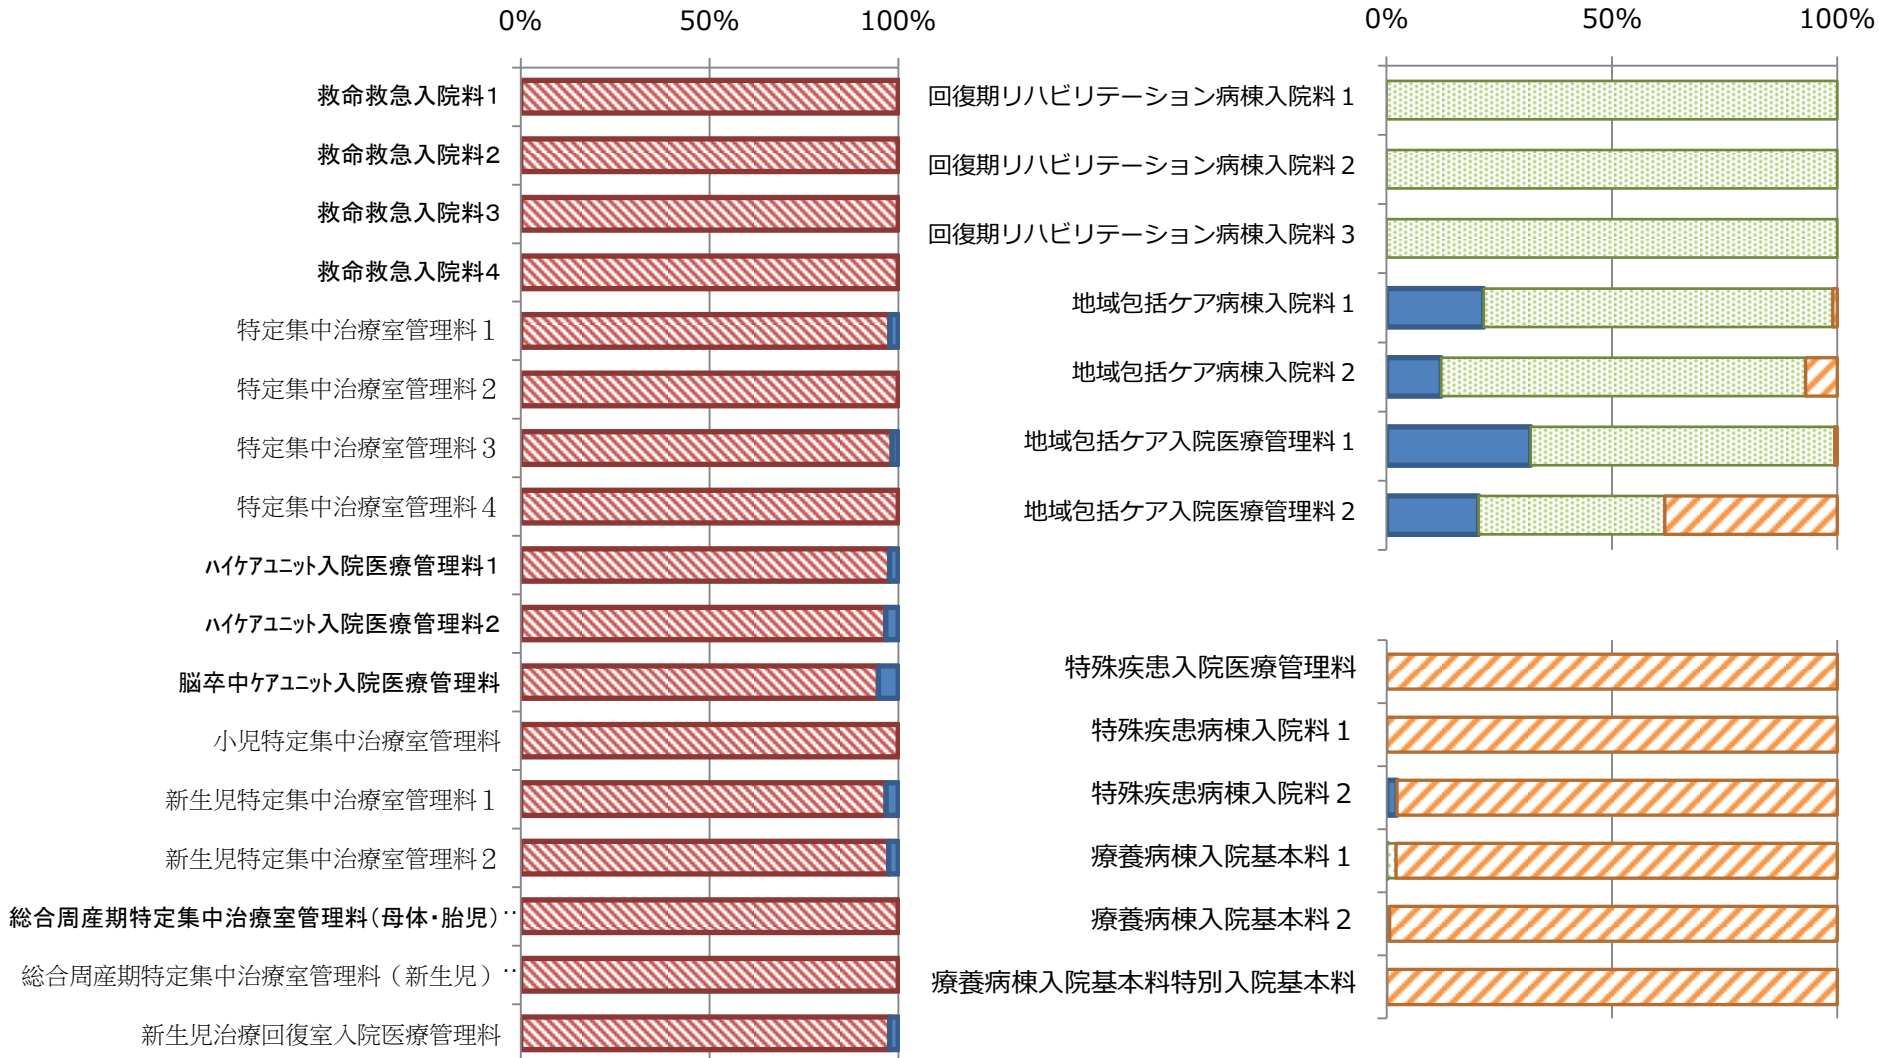 0% 50% 100%
救命救急入院料1
救命救急入院料2
救命救急入院料3
救命救急入院料4
特定集中治療室管理料１
特定集中治療室管理料２
特定集中治療室管理料３
特定集中治療室管理料４
ﾊｲｹｱﾕﾆｯﾄ入院医療管理料1
ﾊｲｹｱﾕﾆｯﾄ入院医療管理料2
脳卒中ｹｱﾕﾆｯﾄ入院医療管理料
小児特定集中治療室管理料
新生児特定集中治療室管理料１
新生児特定集中治療室管理料２
総合周産期特定集中治療室管理料（母体・胎児）‥
総合周産期特定集中治療室管理料（新生児）‥
新生児治療回復室入院医療管理料
0% 50% 100%
回復期リハビリテーション病棟入院料１
回復期リハビリテーション病棟入院料２
回復期リハビリテーション病棟入院料３
地域包括ケア病棟入院料１
地域包括ケア病棟入院料２
地域包括ケア入院医療管理料１
地域包括ケア入院医療管理料２
特殊疾患入院医療管理料
特殊疾患病棟入院料１
特殊疾患病棟入院料２
療養病棟入院基本料１
療養病棟入院基本料２
療養病棟入院基本料特別入院基本料